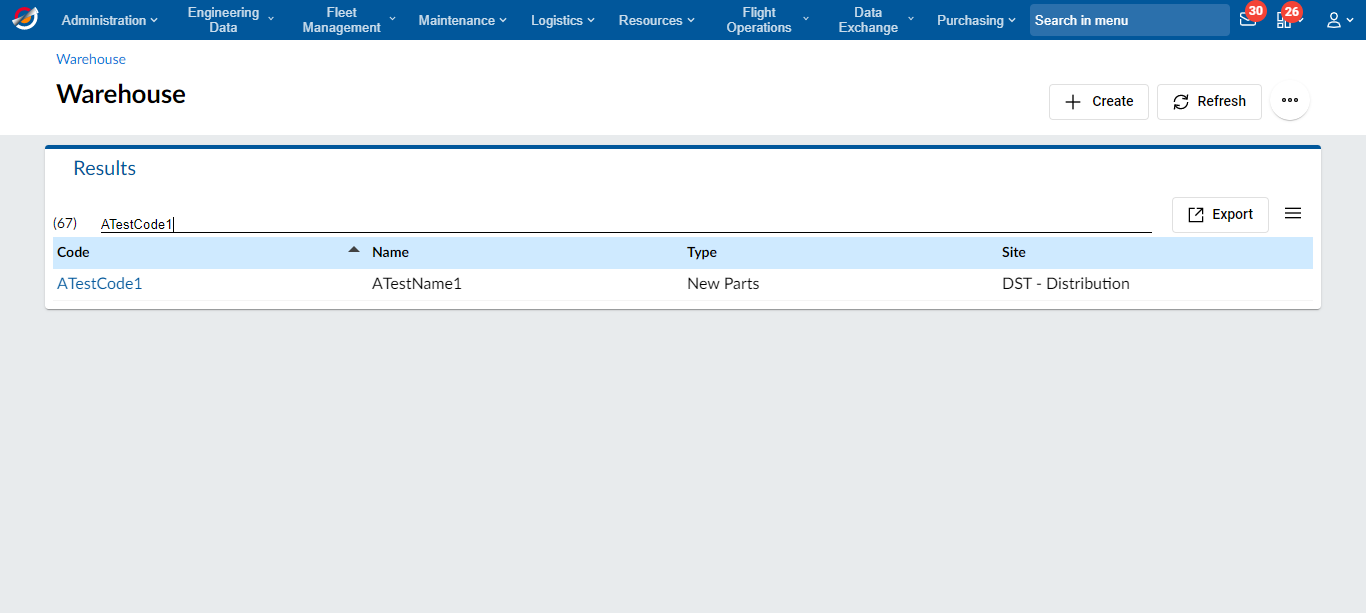 Administration
Engineering Data
Fleet Management
Maintenance
Logistics
Resources
Flight Operations
Data Exchange
Purchasing
Search in menu
30
26
Warehouse
Warehouse
Create
Refresh
Results
(67)
ATestCode1
Export
Code Name Type Site
ATestCode1 ATestName1 New Parts DST - Distribution